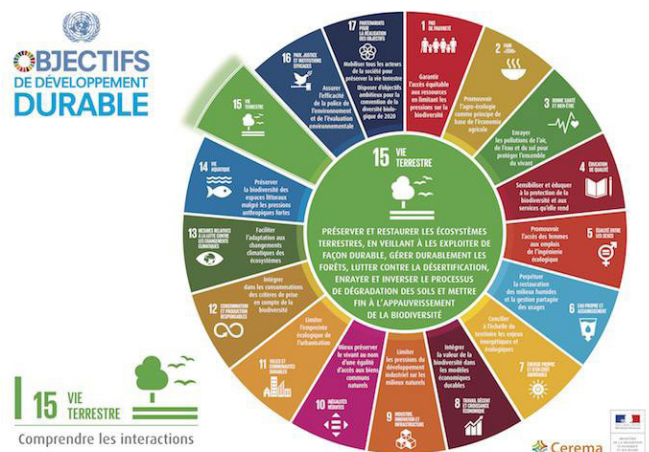 OBJECTIFS
DE DÉVELOPPEMENT
DURABLE
1 PAS
DE PAUVRETÉ
Garantir
l'accès équitable
aux ressources
en limitant les
pressions sur la
biodiversité
2 FAIM
Promouvoir
l'agro-écologie
comme principe de
base de l'économie
agricole
3 BONNE SANTÉ
ET BIEN-ÊTRE
Enrayer
les pollutions de l'air,
de l'eau et du sol pour
protéger l'ensemble
du vivant
4 ÉDUCATION
DE QUALITÉ
Sensibiliser et éduquer
à la protection de la
biodiversité et aux
services qu'elle rend
5 ÉGALITÉ ENTRE
LES SEXES
Promouvoir
l'accès des femmes
aux emplois de
l'ingénierie
écologique
6 EAU PROPRE ET
ASSAINISSEMENT
Perpétuer
la restauration
des milieux humides
et la gestion partagée
des usages
7
Concilier
à l'échelle du
territoire les enjeux
énergétiques et
écologiques
8 TRAVAIL DÉCENT
ET CROISSANCE
ÉCONOMIQUE
Intégrer
la valeur de la
biodiversité dans
les modèles
économiques
durables
9 INDUSTRIE,
INNOVATION ET
INFRASTRUCTURE
Limiter
les pressions du
développement
industriel sur les
milieux naturels
10 INÉGALITÉS
RÉDUITES
Mieux préserver
le vivant au nom
d'une égalité
d'accès aux biens
communs
naturels
11 VILLES ET
COMMUNAUTÉS
DURABLES
Limiter
l'empreinte
écologique de
l'urbanisation
12 CONSOMMATION
ET PRODUCTION
RESPONSABLES
Intégrer
dans les consommations
des critères de prise
en compte de la
biodiversité
13 MESURES RELATIVES
À LA LUTTE CONTRE
LES CHANGEMENTS
CLIMATIQUES
Faciliter
l'adaptation aux
changements
climatiques des
écosystèmes
14 VIE
AQUATIQUE
Préserver
la biodiversité des
espaces littoraux
malgré les pressions
anthropiques fortes
15 VIE
TERRESTRE
16 PAIX, JUSTICE
ET INSTITUTIONS
EFFICACES
Assurer
l'efficacité
de la police de
l'environnement
et de l'évaluation
environnementale
17 PARTENARIATS
POUR LA
RÉALISATION
DES OBJECTIFS
Mobiliser tous les acteurs
de la société pour
préserver la vie terrestre
Disposer d'objectifs
ambitieux pour la
convention de la
diversité biolo-
gique de 2020
15 VIE
TERRESTRE
PRÉSERVER ET RESTAURER LES ÉCOSYSTÈMES
TERRESTRES, EN VEILLANT À LES EXPLOITER DE
FAÇON DURABLE, GÉRER DURABLEMENT LES
FORÊTS, LUTTER CONTRE LA DÉSERTIFICATION,
ENRAYER ET INVERSER LE PROCESSUS
DE DÉGRADATION DES SOLS ET METTRE
FIN À L'APPAUVRISSEMENT
DE LA BIODIVERSITÉ
15 VIE
TERRESTRE
Comprendre les interactions
Cerema